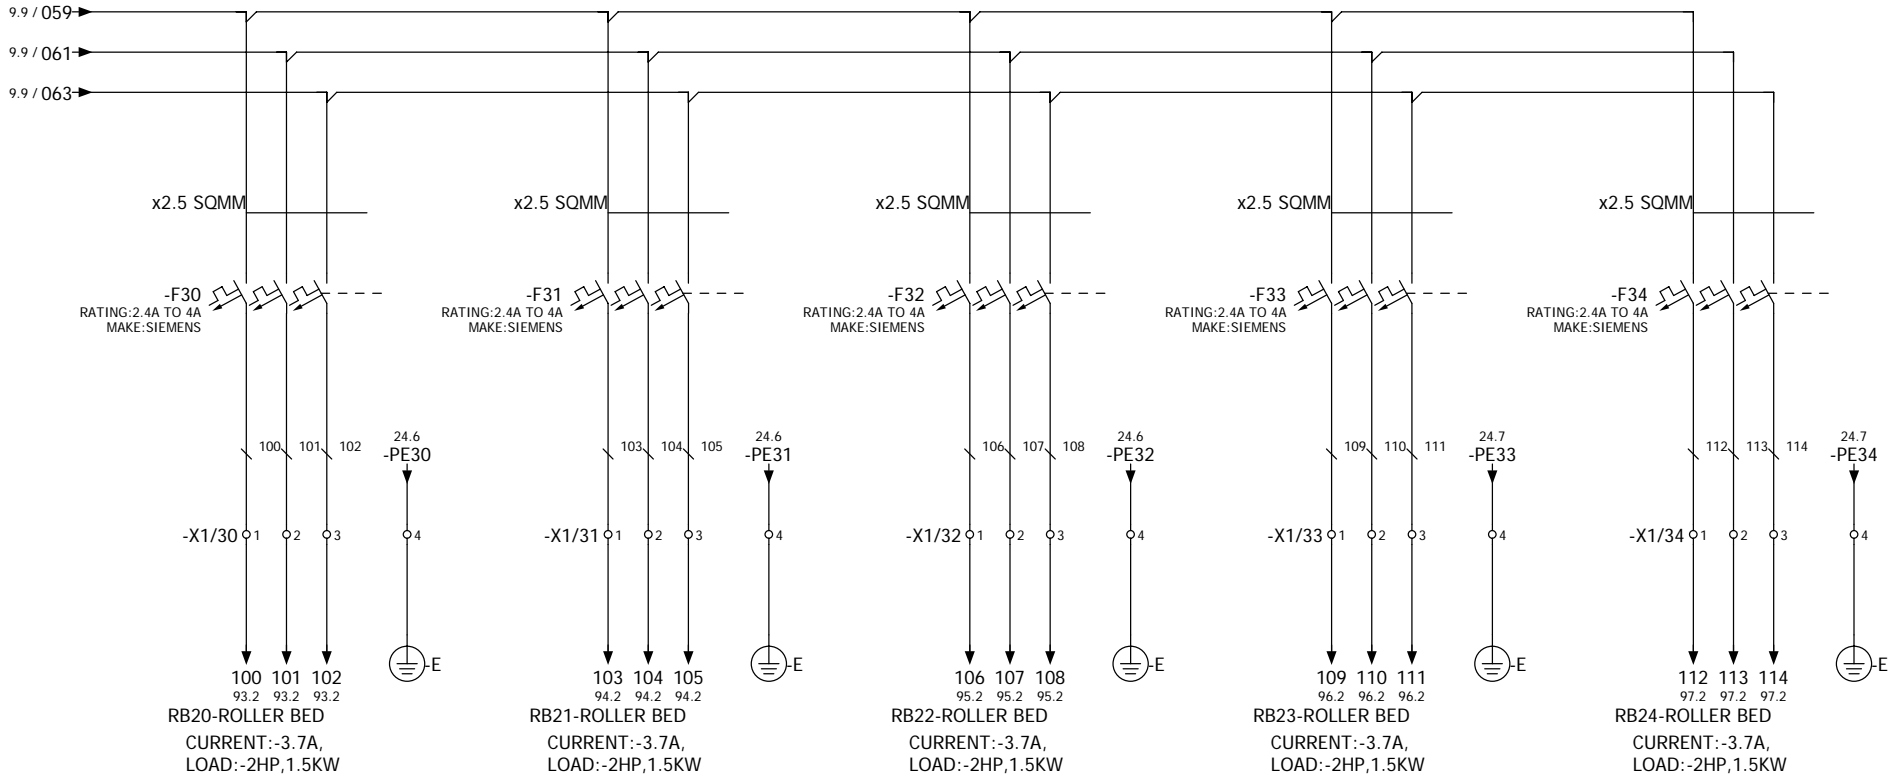 9.9 / 059
9.9 / 061
9.9 / 063
x2.5 SQMM x2.5 SQMM x2.5 SQMM x2.5 SQMM x2.5 SQMM
-F30 -F31 -F32 -F33 -F34
RATING:2.4A TO 4A RATING:2.4A TO 4A RATING:2.4A TO 4A RATING:2.4A TO 4A RATING:2.4A TO 4A
MAKE:SIEMENS MAKE:SIEMENS MAKE:SIEMENS MAKE:SIEMENS MAKE:SIEMENS
24.6 24.6 24.6 24.7 24.7
100 101 102 -PE30 103 104 105 -PE31 106 107 108 -PE32 109 110 111 -PE33 112 113 114 -PE34
-X1/30 1 2 3 4 -X1/31 1 2 3 4 -X1/32 1 2 3 4 -X1/33 1 2 3 4 -X1/34 1 2 3 4
-E -E -E -E -E
100 101 102 103 104 105 106 107 108 109 110 111 112 113 114
93.2 93.2 93.2 94.2 94.2 94.2 95.2 95.2 95.2 96.2 96.2 96.2 97.2 97.2 97.2
RB20-ROLLER BED RB21-ROLLER BED RB22-ROLLER BED RB23-ROLLER BED RB24-ROLLER BED
CURRENT:-3.7A, CURRENT:-3.7A, CURRENT:-3.7A, CURRENT:-3.7A, CURRENT:-3.7A,
LOAD:-2HP,1.5KW LOAD:-2HP,1.5KW LOAD:-2HP,1.5KW LOAD:-2HP,1.5KW LOAD:-2HP,1.5KW